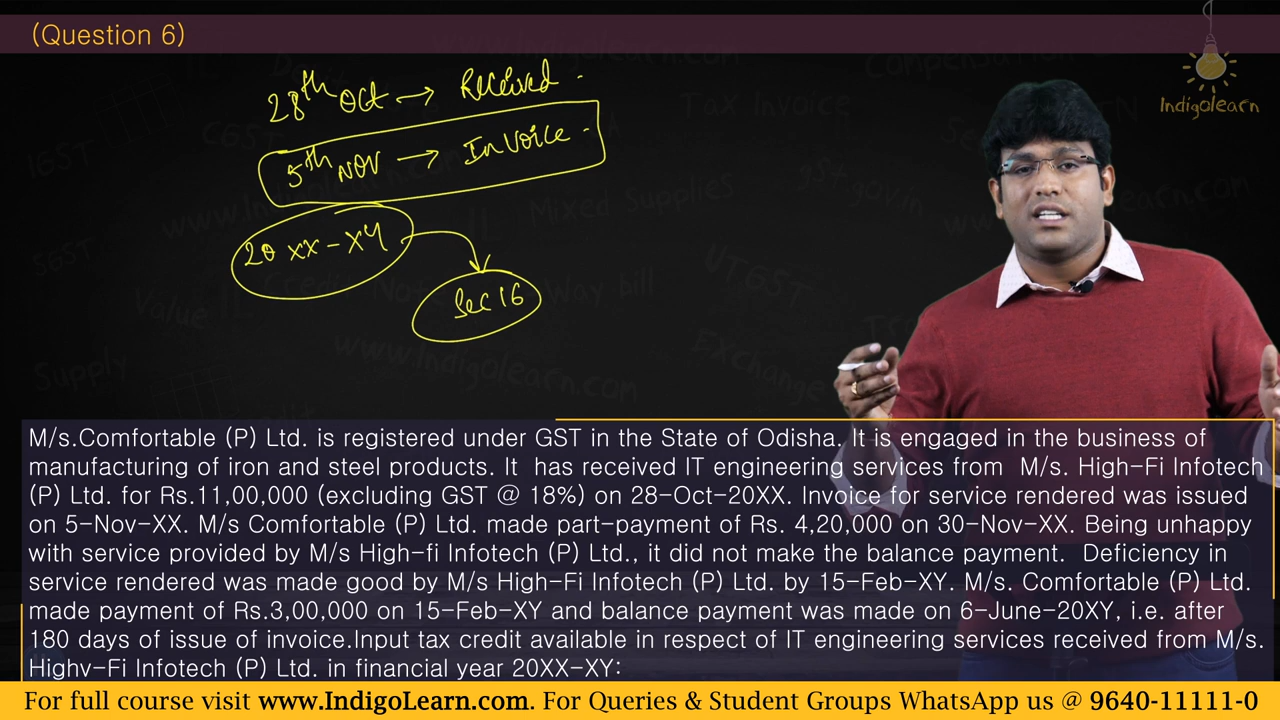 (Question 6)
Indigolearn
28th Oct → Received.
5th NOV → Invoice.
20 XX - XY
Sec 16
M/s.Comfortable (P) Ltd. is registered under GST in the State of Odisha. It is engaged in the business of
manufacturing of iron and steel products. It has received IT engineering services from M/s. High-Fi Infotech
(P) Ltd. for Rs.11,00,000 (excluding GST @ 18%) on 28-Oct-20XX. Invoice for service rendered was issued
on 5-Nov-XX. M/s Comfortable (P) Ltd. made part-payment of Rs. 4,20,000 on 30-Nov-XX. Being unhappy
with service provided by M/s High-fi Infotech (P) Ltd., it did not make the balance payment. Deficiency in
service rendered was made good by M/s High-Fi Infotech (P) Ltd. by 15-Feb-XY. M/s. Comfortable (P) Ltd.
made payment of Rs.3,00,000 on 15-Feb-XY and balance payment was made on 6-June-20XY, i.e. after
180 days of issue of invoice.Input tax credit available in respect of IT engineering services received from M/s.
Highv-Fi Infotech (P) Ltd. in financial year 20XX-XY:
For full course visit www.IndigoLearn.com. For Queries & Student Groups WhatsApp us @ 9640-11111-0